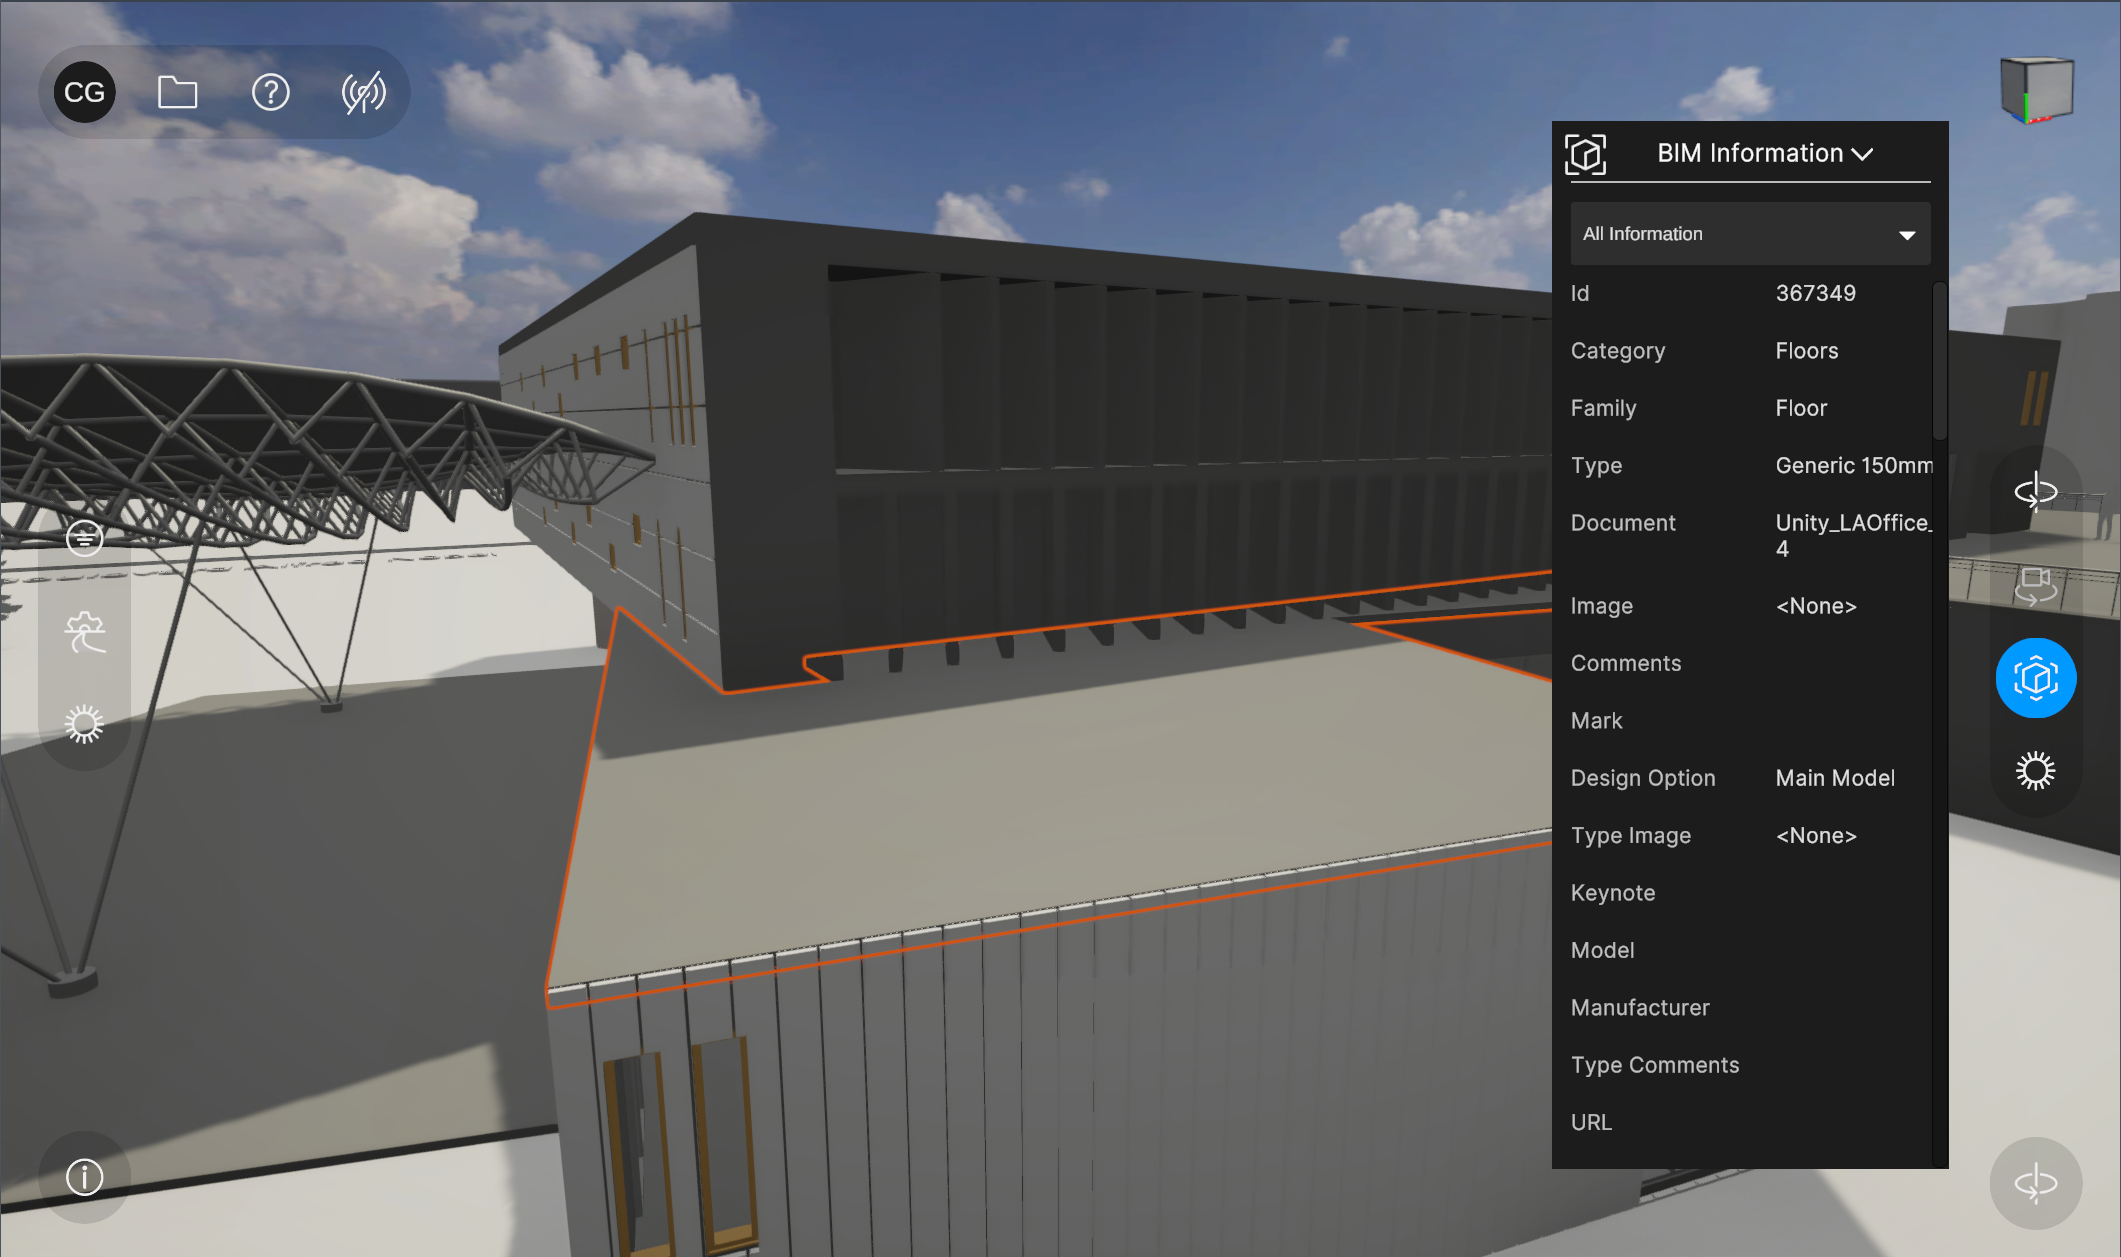 CG
BIM Information
All Information
Id 367349
Category Floors
Family Floor
Type Generic 150mm
Document Unity_LAOffice_
4
Image <None>
Comments
Mark
Design Option Main Model
Type Image <None>
Keynote
Model
Manufacturer
Type Comments
URL